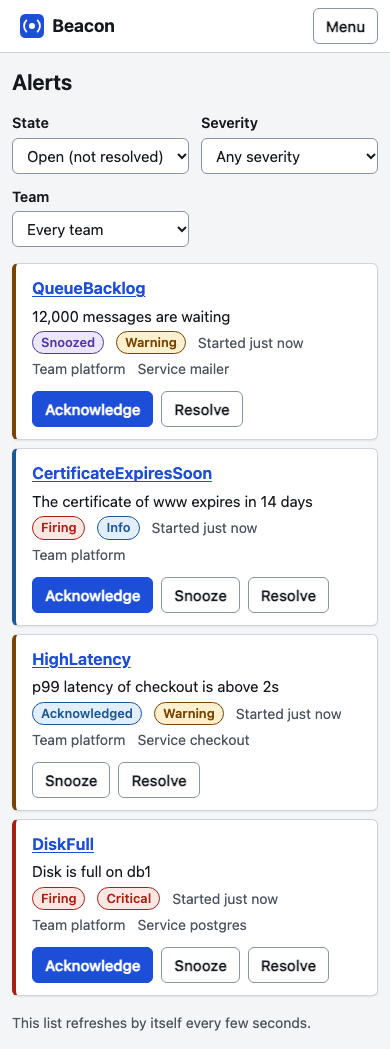 Beacon
Menu
Alerts
State
Severity
Open (not resolved)
Any severity
Team
Every team
QueueBacklog
12,000 messages are waiting
Snoozed Warning Started just now
Team platform Service mailer
Acknowledge Resolve
CertificateExpiresSoon
The certificate of www expires in 14 days
Firing Info Started just now
Team platform
Acknowledge Snooze Resolve
HighLatency
p99 latency of checkout is above 2s
Acknowledged Warning Started just now
Team platform Service checkout
Snooze Resolve
DiskFull
Disk is full on db1
Firing Critical Started just now
Team platform Service postgres
Acknowledge Snooze Resolve
This list refreshes by itself every few seconds.